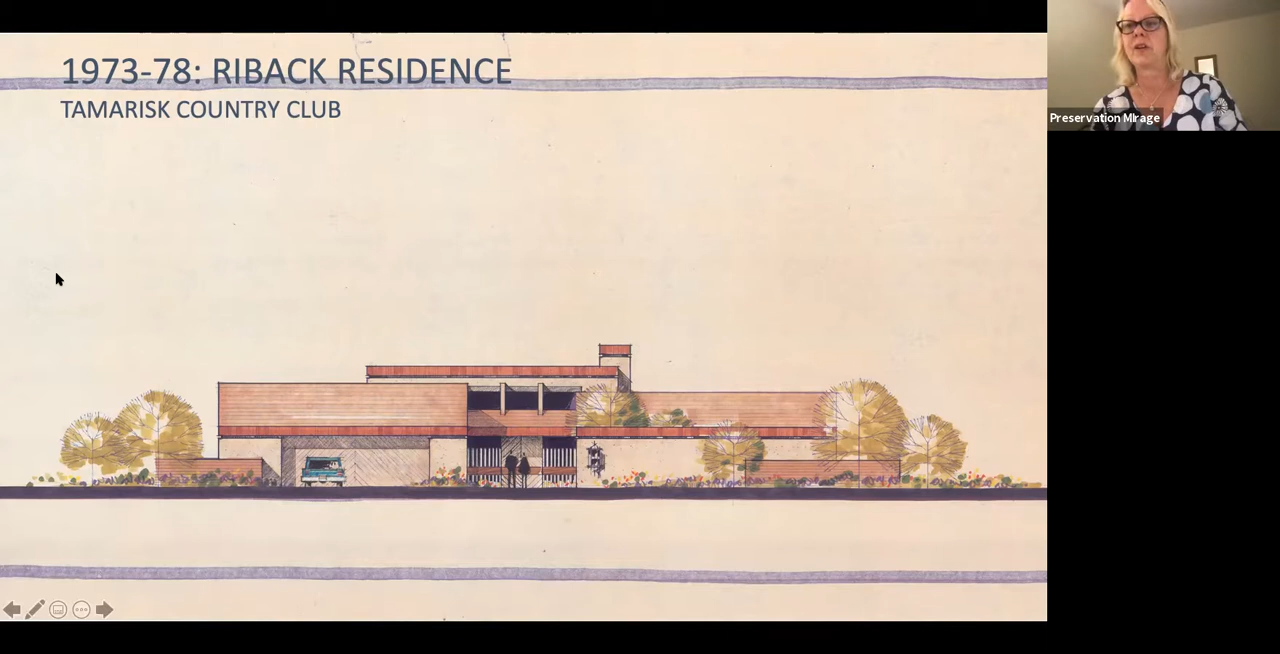 1973-78: RIBACK RESIDENCE
TAMARISK COUNTRY CLUB
Preservation MIrage